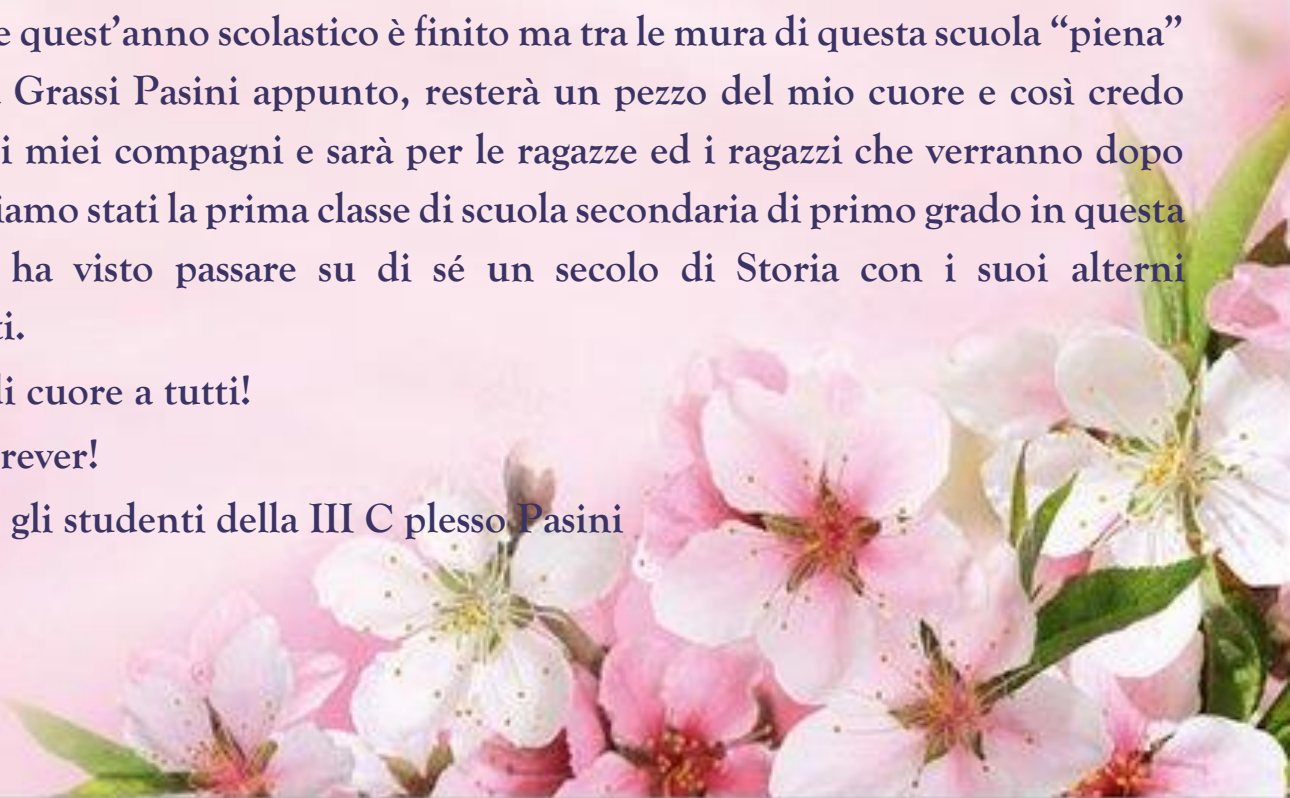 e quest’anno scolastico è finito ma tra le mura di questa scuola “piena”
Grassi Pasini appunto, resterà un pezzo del mio cuore e così credo
i miei compagni e sarà per le ragazze ed i ragazzi che verranno dopo
iamo stati la prima classe di scuola secondaria di primo grado in questa
ha visto passare su di sé un secolo di Storia con i suoi alterni
ti.
di cuore a tutti!
rever!
gli studenti della III C plesso Pasini